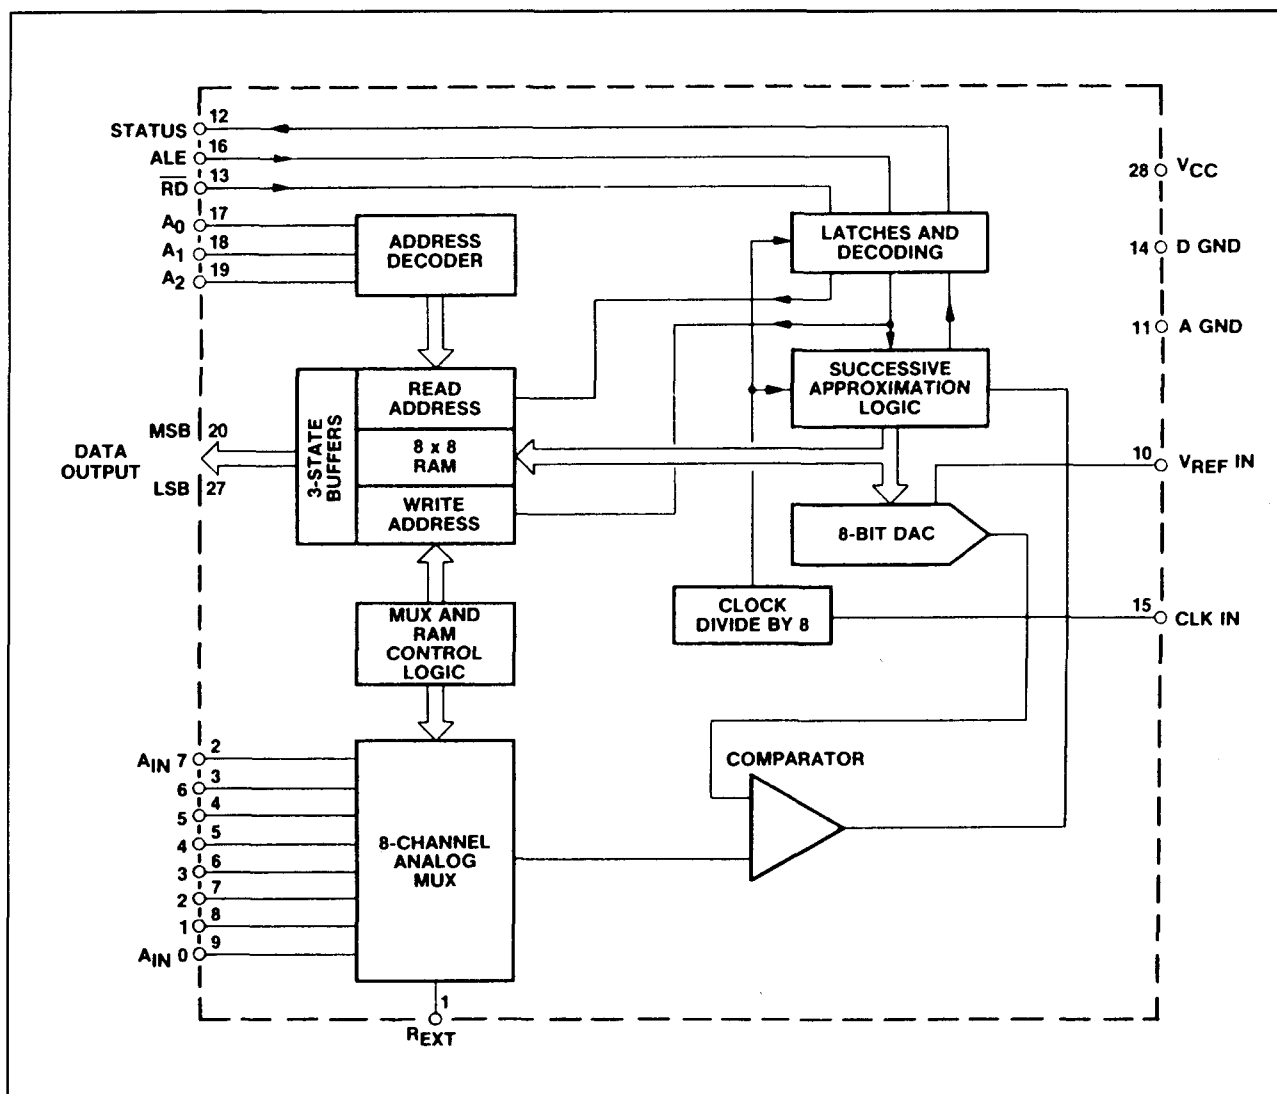 STATUS 12
ALE 16
RD 13
A0 17
A1 18
A2 19
ADDRESS
DECODER
LATCHES AND
DECODING
28 VCC
14 D GND
11 A GND
3-STATE
BUFFERS
READ
ADDRESS
8 x 8
RAM
WRITE
ADDRESS
SUCCESSIVE
APPROXIMATION
LOGIC
MSB 20
DATA
OUTPUT
LSB 27
10 VREF IN
8-BIT DAC
MUX AND
RAM
CONTROL
LOGIC
CLOCK
DIVIDE BY 8
15 CLK IN
AIN 7 2
6 3
5 4
4 5
3 6
2 7
1 8
AIN 0 9
8-CHANNEL
ANALOG
MUX
COMPARATOR
1
REXT